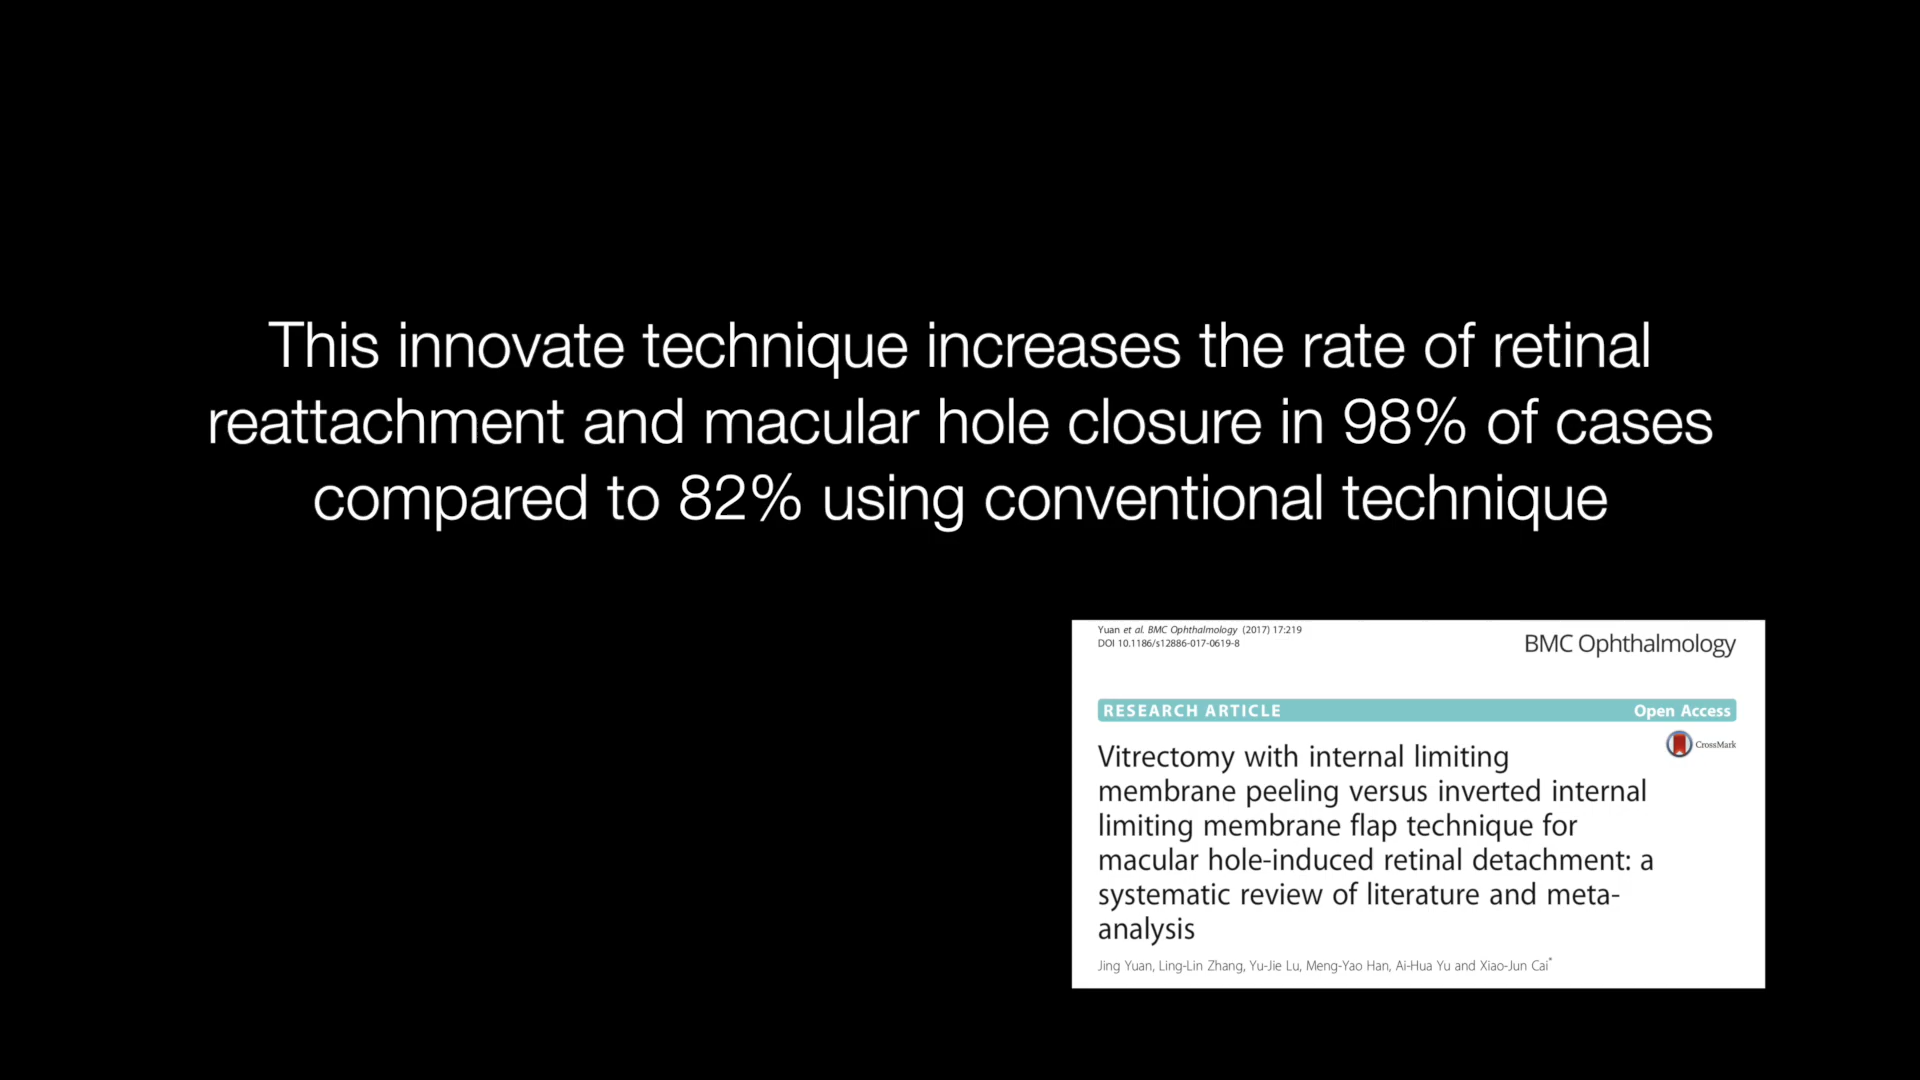 This innovate technique increases the rate of retinal
reattachment and macular hole closure in 98% of cases
compared to 82% using conventional technique
Yuan et al. BMC Ophthalmology (2017) 17:219
DOI 10.1186/s12886-017-0619-8
BMC Ophthalmology
RESEARCH ARTICLE
Open Access
CrossMark
Vitrectomy with internal limiting
membrane peeling versus inverted internal
limiting membrane flap technique for
macular hole-induced retinal detachment: a
systematic review of literature and meta-
analysis
Jing Yuan, Ling-Lin Zhang, Yu-Jie Lu, Meng-Yao Han, Ai-Hua Yu and Xiao-Jun Cai*